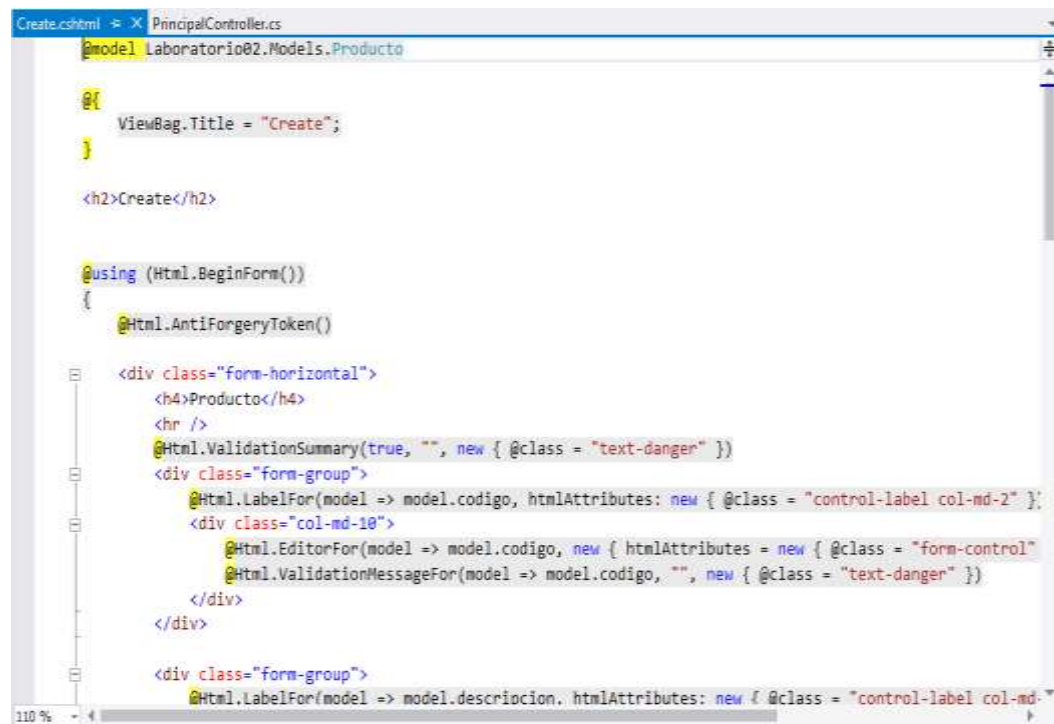 Create.cshtml PrincipalController.cs
@model Laboratorio02.Models.Producto
@{
ViewBag.Title = "Create";
}
<h2>Create</h2>
@using (Html.BeginForm())
{
@Html.AntiForgeryToken()
<div class="form-horizontal">
<h4>Producto</h4>
<hr />
@Html.ValidationSummary(true, "", new { @class = "text-danger" })
<div class="form-group">
@Html.LabelFor(model => model.codigo, htmlAttributes: new { @class = "control-label col-md-2" })
<div class="col-md-10">
@Html.EditorFor(model => model.codigo, new { htmlAttributes = new { @class = "form-control"
@Html.ValidationMessageFor(model => model.codigo, "", new { @class = "text-danger" })
</div>
</div>
<div class="form-group">
@Html.LabelFor(model => model.descripcion, htmlAttributes: new { @class = "control-label col-md-
110 %